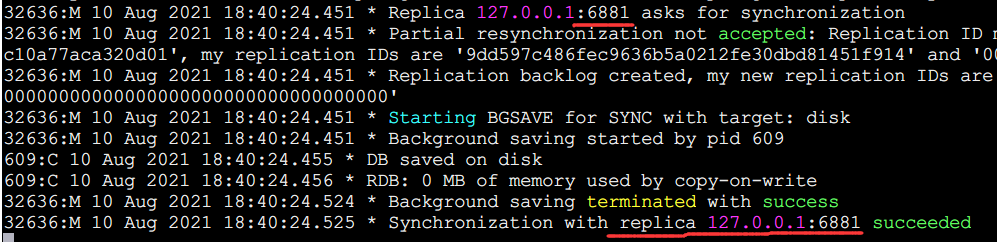 32636:M 10 Aug 2021 18:40:24.451 * Replica 127.0.0.1:6881 asks for synchronization
32636:M 10 Aug 2021 18:40:24.451 * Partial resynchronization not accepted: Replication ID
c10a77aca320d01', my replication IDs are '9dd597c486fec9636b5a0212fe30dbd81451f914' and '00
32636:M 10 Aug 2021 18:40:24.451 * Replication backlog created, my new replication IDs are
00000000000000000000000000000000000'
32636:M 10 Aug 2021 18:40:24.451 * Starting BGSAVE for SYNC with target: disk
32636:M 10 Aug 2021 18:40:24.451 * Background saving started by pid 609
609:C 10 Aug 2021 18:40:24.455 * DB saved on disk
609:C 10 Aug 2021 18:40:24.456 * RDB: 0 MB of memory used by copy-on-write
32636:M 10 Aug 2021 18:40:24.524 * Background saving terminated with success
32636:M 10 Aug 2021 18:40:24.525 * Synchronization with replica 127.0.0.1:6881 succeeded